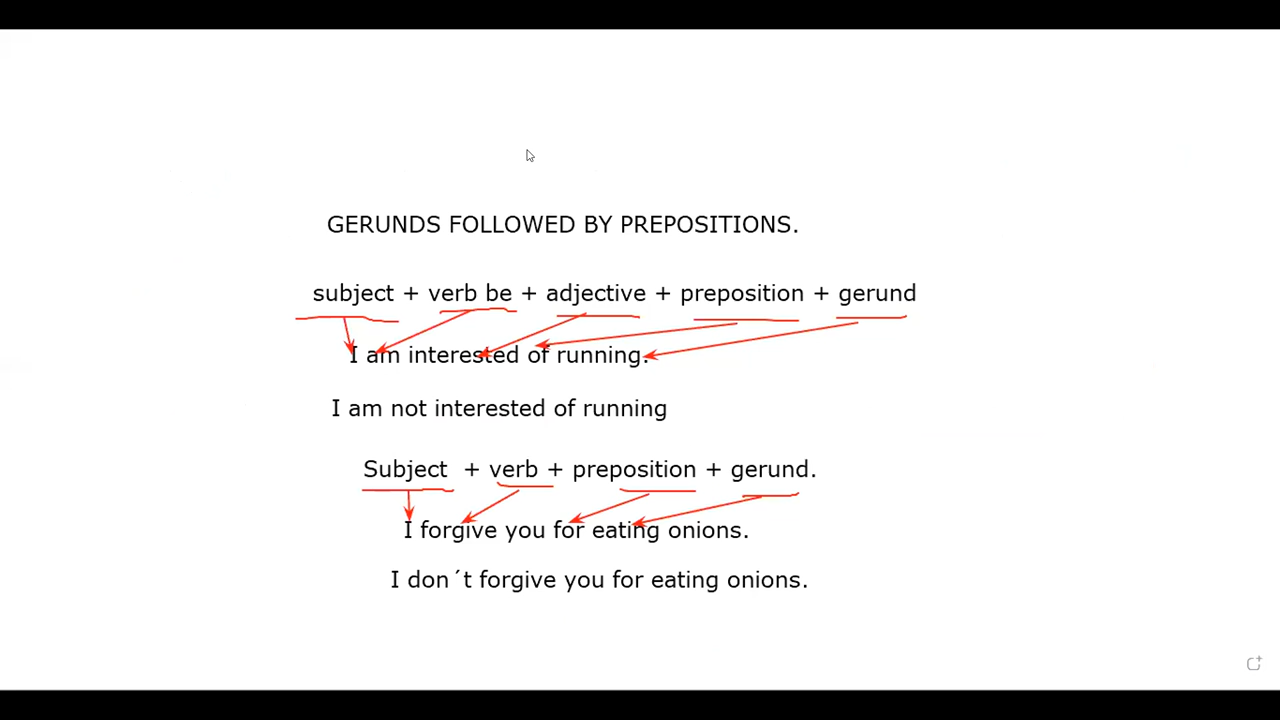 GERUNDS FOLLOWED BY PREPOSITIONS.
subject + verb be + adjective + preposition + gerund
I am interested of running.
I am not interested of running
Subject + verb + preposition + gerund.
I forgive you for eating onions.
I don´t forgive you for eating onions.